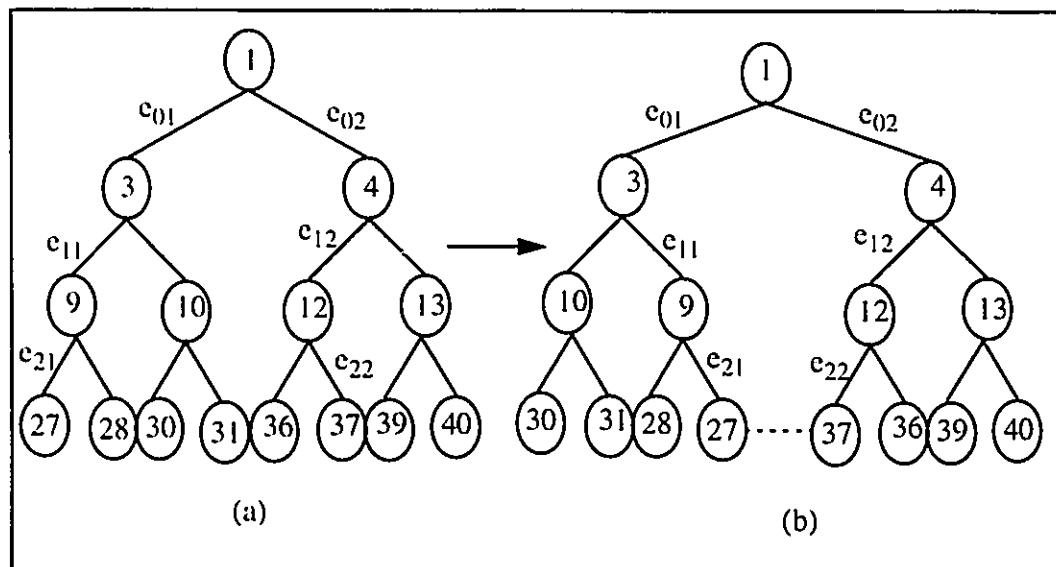 1 1
e01 e02 e01 e02
3 4 3 4
e11 e12 e11 e12
9 10 12 13 10 9 12 13
e21 e22 e21 e22
27 28 30 31 36 37 39 40 30 31 28 27 37 36 39 40
(a) (b)